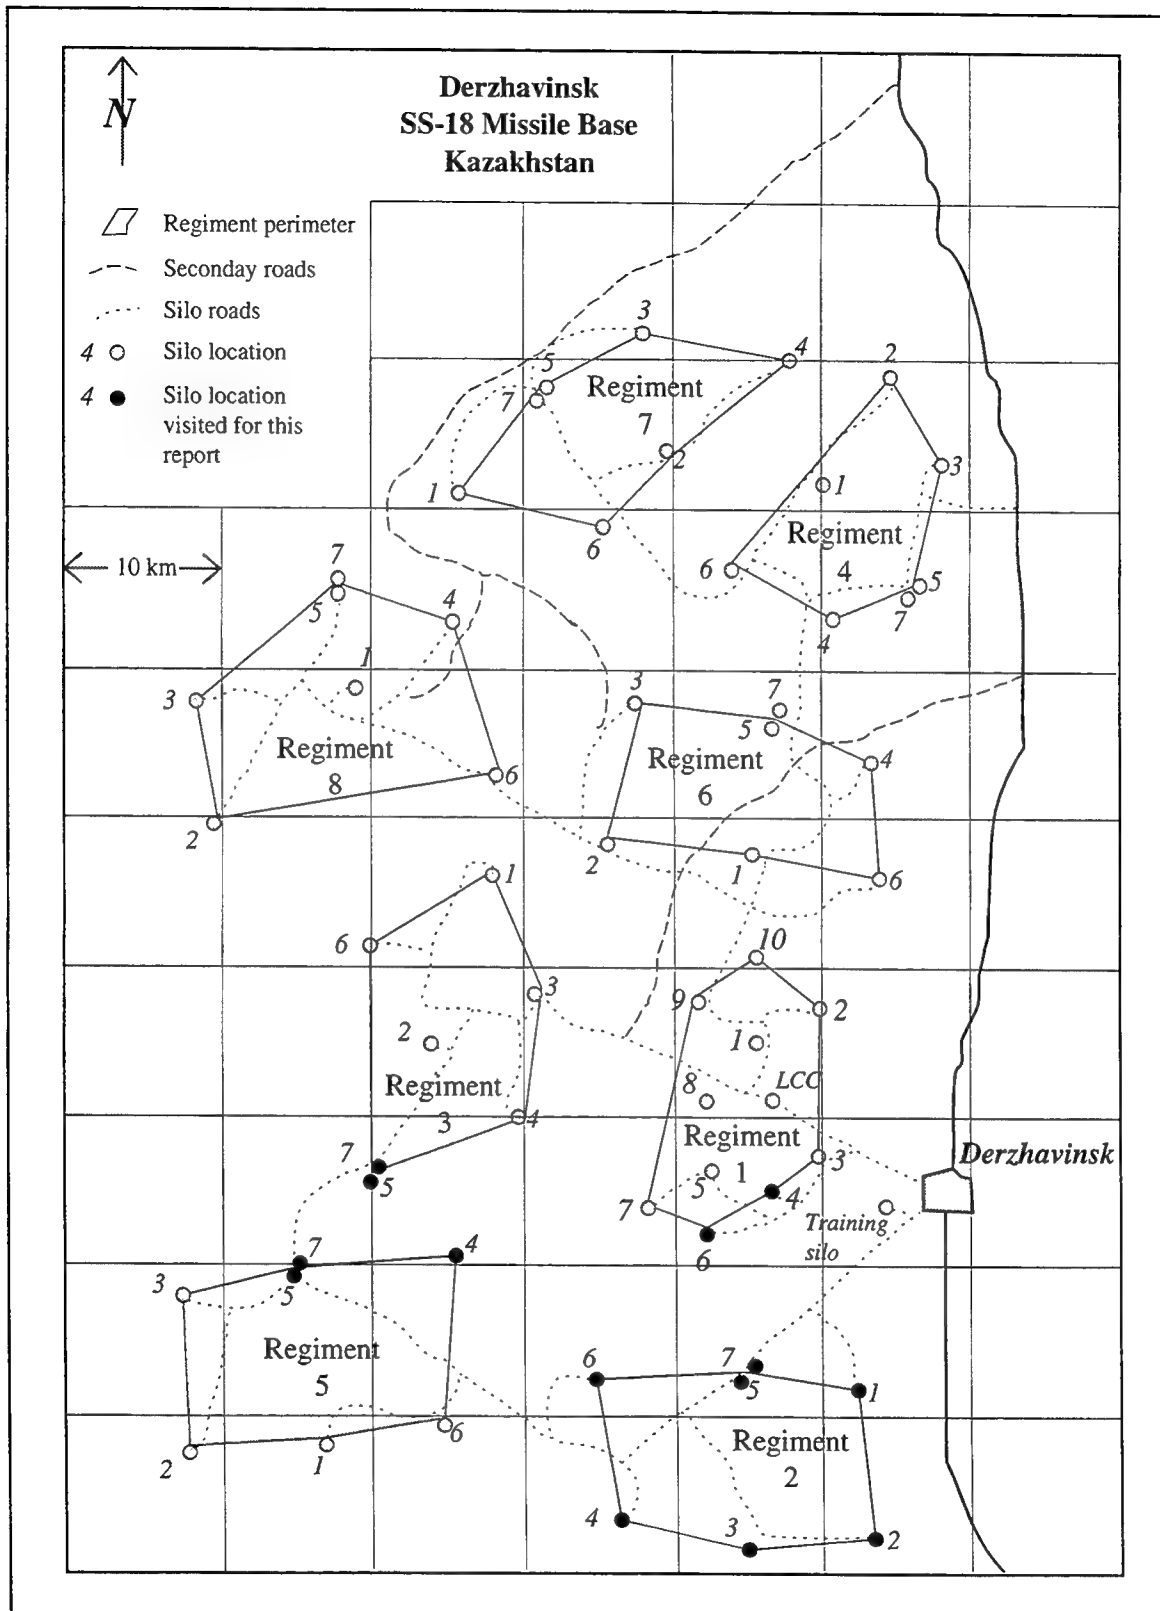 Derzhavinsk
SS-18 Missile Base
Kazakhstan
N
Regiment perimeter
Seconday roads
Silo roads
4 Silo location
4 Silo location
visited for this
report
10 km
3
4
5
7
Regiment
7
2
1
6
2
3
1
Regiment
4
6
5
7
4
7
5
4
1
3
Regiment
8
6
2
3
7
5
4
Regiment
6
2
1
6
1
6
3
2
Regiment
3
4
7
5
10
9
2
1
8
LCC
Regiment
1
3
5
4
7
6
Derzhavinsk
Training
silo
7
4
3
5
Regiment
5
6
2
1
6
7
5
1
Regiment
2
4
3
2